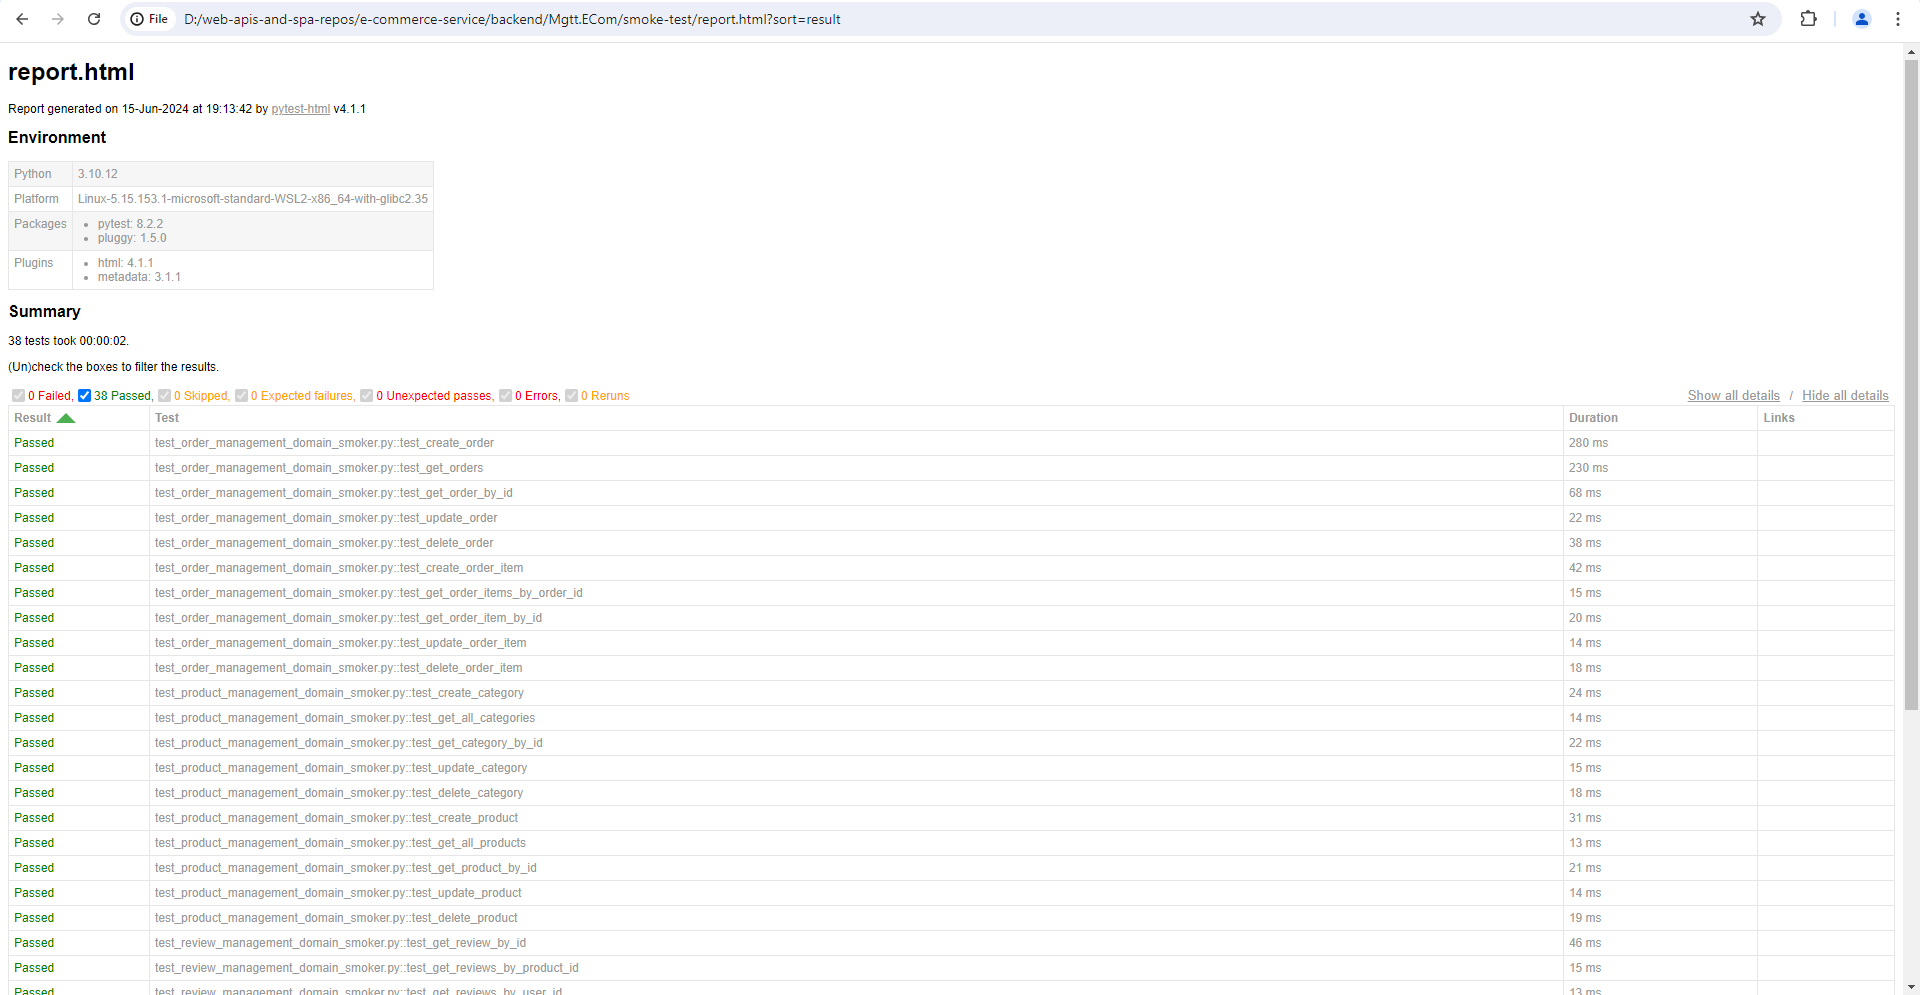 File D:/web-apis-and-spa-repos/e-commerce-service/backend/Mgtt.ECom/smoke-test/report.html?sort=result
report.html
Report generated on 15-Jun-2024 at 19:13:42 by pytest-html v4.1.1
Environment
Python 3.10.12
Platform Linux-5.15.153.1-microsoft-standard-WSL2-x86_64-with-glibc2.35
Packages • pytest: 8.2.2
• pluggy: 1.5.0
Plugins • html: 4.1.1
• metadata: 3.1.1
Summary
38 tests took 00:00:02.
(Un)check the boxes to filter the results.
0 Failed, 38 Passed, 0 Skipped, 0 Expected failures, 0 Unexpected passes, 0 Errors, 0 Reruns Show all details / Hide all details
Result Test Duration Links
Passed test_order_management_domain_smoker.py::test_create_order 280 ms
Passed test_order_management_domain_smoker.py::test_get_orders 230 ms
Passed test_order_management_domain_smoker.py::test_get_order_by_id 68 ms
Passed test_order_management_domain_smoker.py::test_update_order 22 ms
Passed test_order_management_domain_smoker.py::test_delete_order 38 ms
Passed test_order_management_domain_smoker.py::test_create_order_item 42 ms
Passed test_order_management_domain_smoker.py::test_get_order_items_by_order_id 15 ms
Passed test_order_management_domain_smoker.py::test_get_order_item_by_id 20 ms
Passed test_order_management_domain_smoker.py::test_update_order_item 14 ms
Passed test_order_management_domain_smoker.py::test_delete_order_item 18 ms
Passed test_product_management_domain_smoker.py::test_create_category 24 ms
Passed test_product_management_domain_smoker.py::test_get_all_categories 14 ms
Passed test_product_management_domain_smoker.py::test_get_category_by_id 22 ms
Passed test_product_management_domain_smoker.py::test_update_category 15 ms
Passed test_product_management_domain_smoker.py::test_delete_category 18 ms
Passed test_product_management_domain_smoker.py::test_create_product 31 ms
Passed test_product_management_domain_smoker.py::test_get_all_products 13 ms
Passed test_product_management_domain_smoker.py::test_get_product_by_id 21 ms
Passed test_product_management_domain_smoker.py::test_update_product 14 ms
Passed test_product_management_domain_smoker.py::test_delete_product 19 ms
Passed test_review_management_domain_smoker.py::test_get_review_by_id 46 ms
Passed test_review_management_domain_smoker.py::test_get_reviews_by_product_id 15 ms
Passed test_review_management_domain_smoker.py::test_get_reviews_by_user_id 13 ms